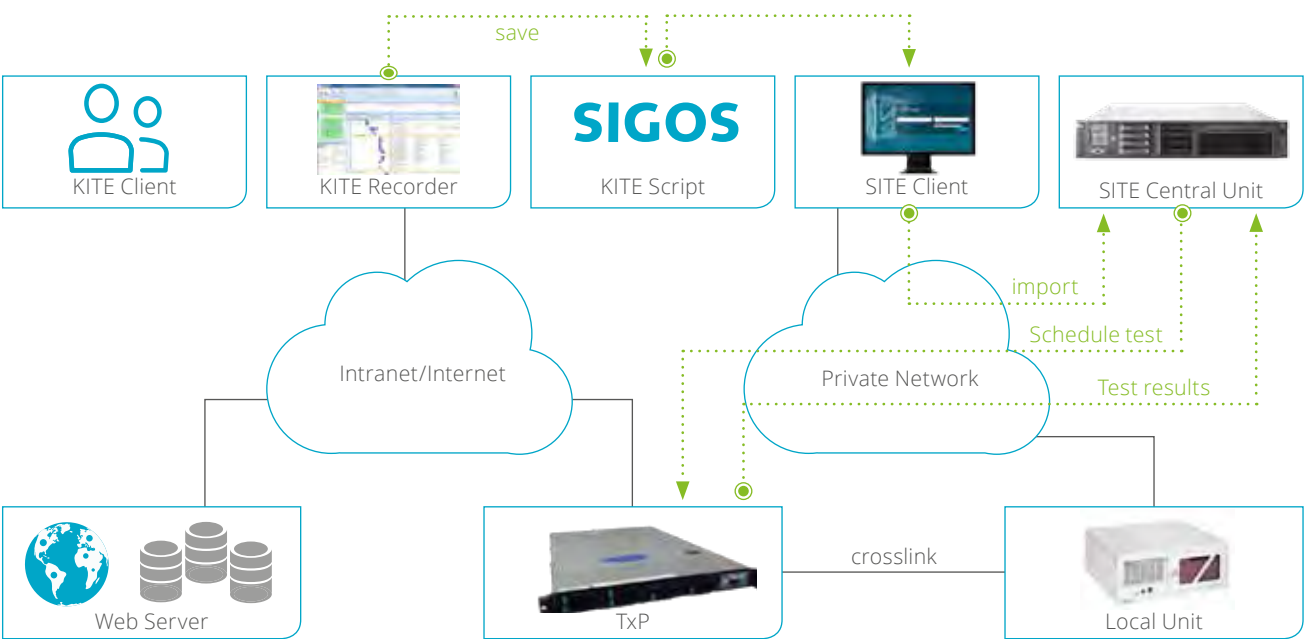 save
SIGOS
KITE Client
KITE Recorder
KITE Script
SITE Client
SITE Central Unit
import
Schedule test
Intranet/Internet
Private Network
Test results
crosslink
Web Server
TxP
Local Unit